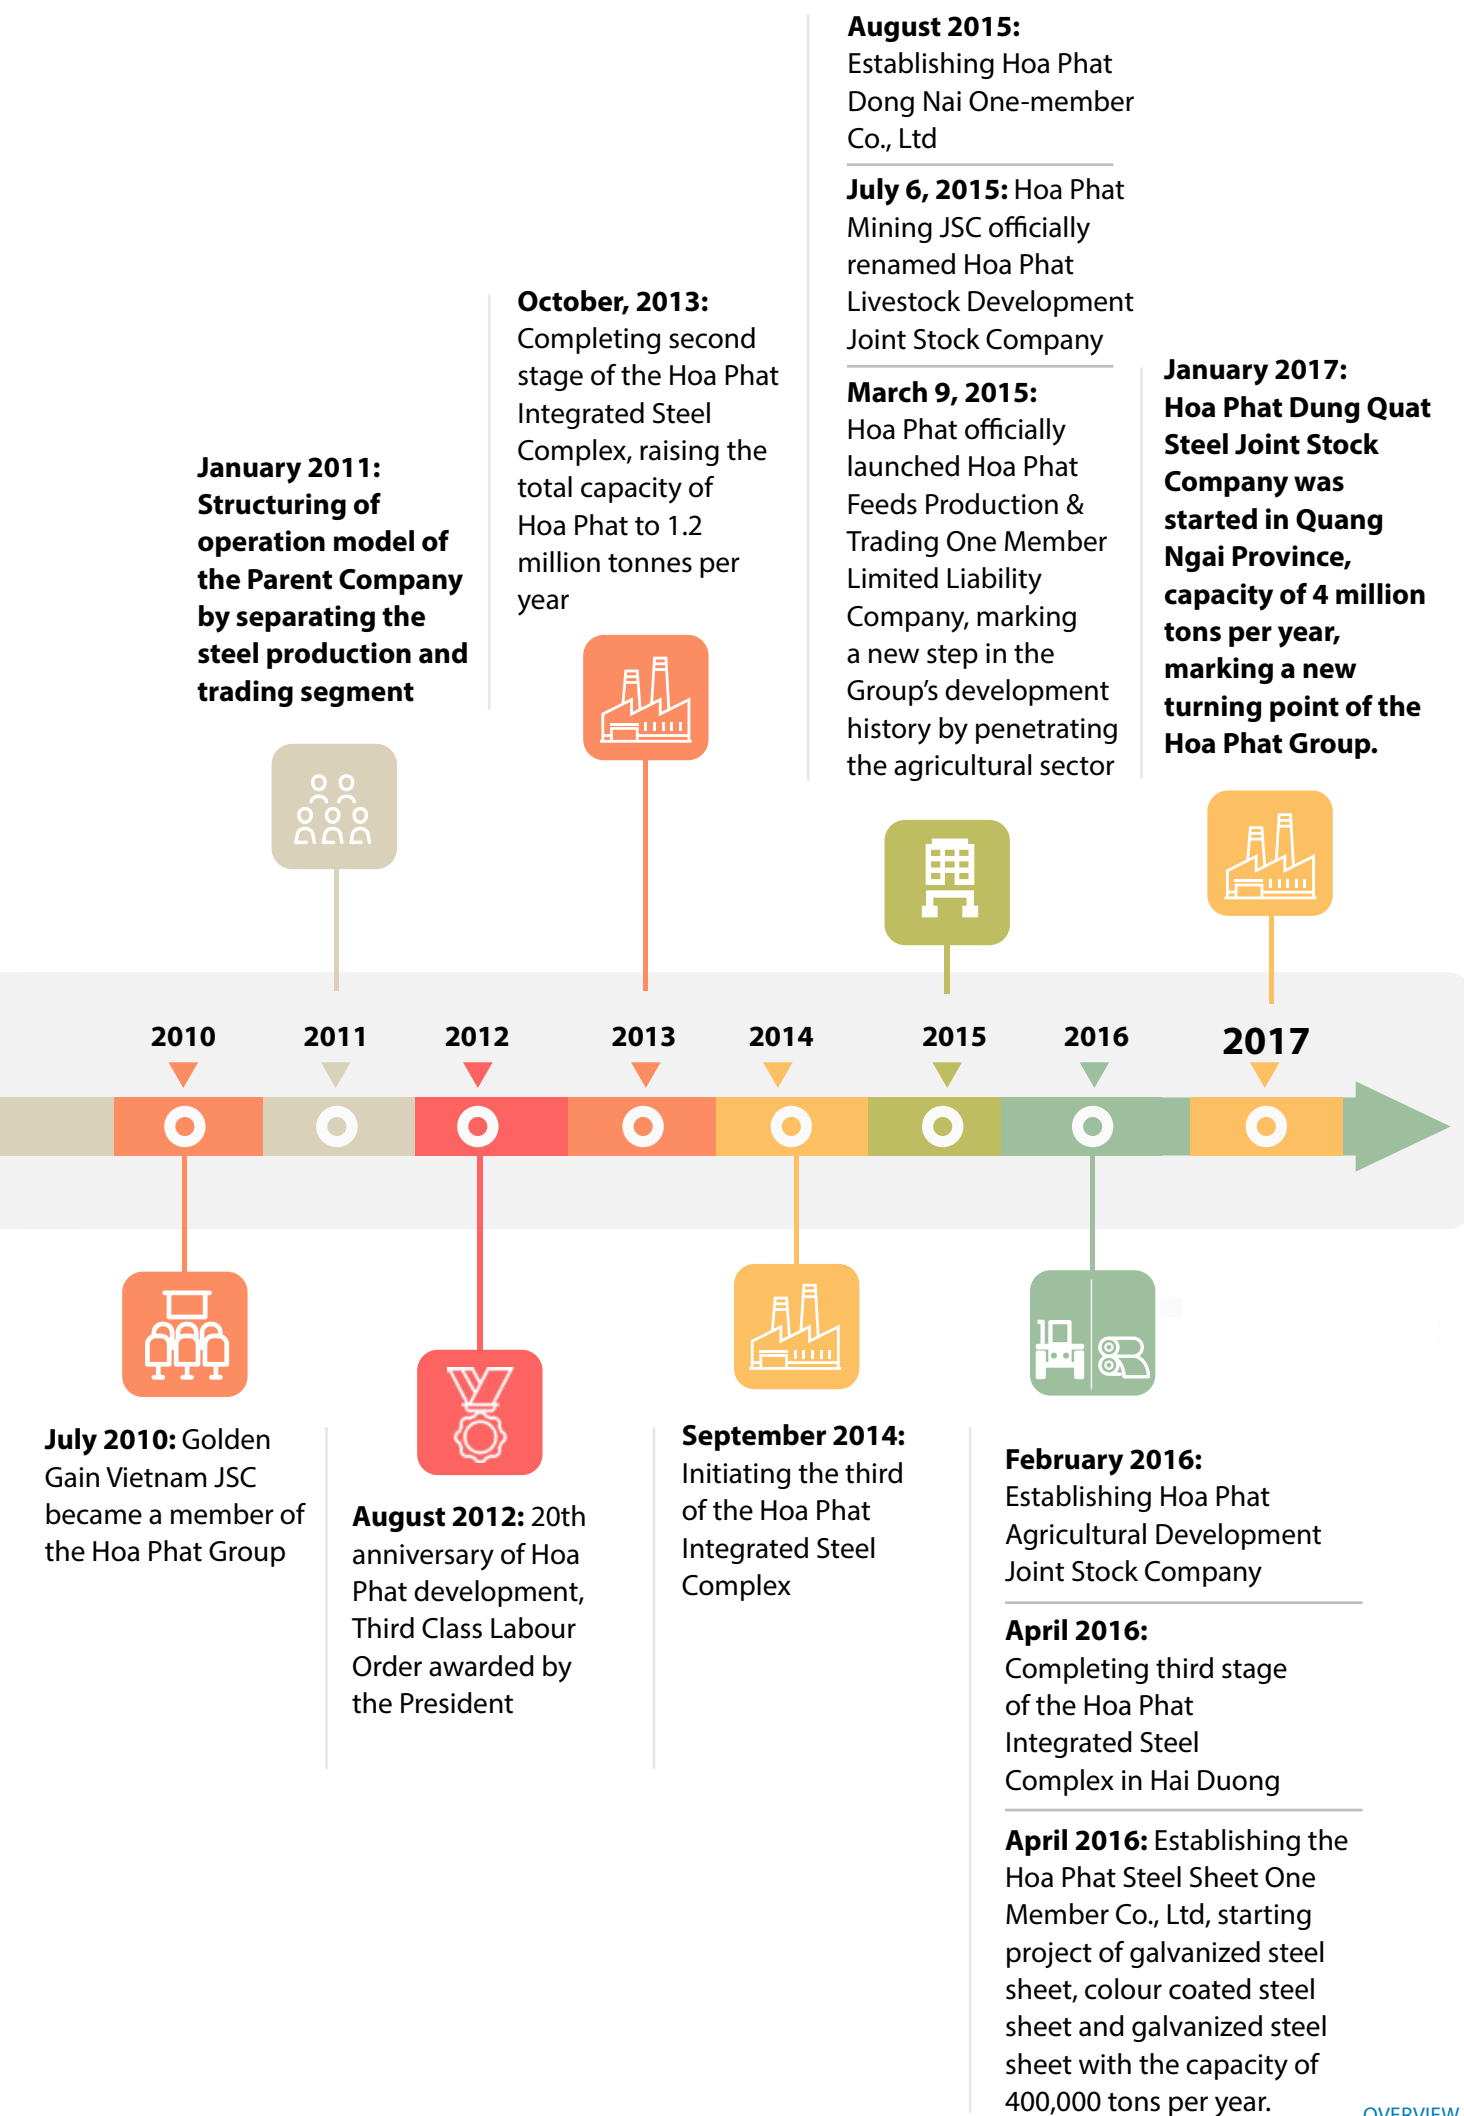 August 2015:
Establishing Hoa Phat
Dong Nai One-member
Co., Ltd
July 6, 2015: Hoa Phat
Mining JSC officially
renamed Hoa Phat
Livestock Development
Joint Stock Company
March 9, 2015:
Hoa Phat officially
launched Hoa Phat
Feeds Production &
Trading One Member
Limited Liability
Company, marking
a new step in the
Group’s development
history by penetrating
the agricultural sector
October, 2013:
Completing second
stage of the Hoa Phat
Integrated Steel
Complex, raising the
total capacity of
Hoa Phat to 1.2
million tonnes per
year
January 2017:
Hoa Phat Dung Quat
Steel Joint Stock
Company was
started in Quang
Ngai Province,
capacity of 4 million
tons per year,
marking a new
turning point of the
Hoa Phat Group.
January 2011:
Structuring of
operation model of
the Parent Company
by separating the
steel production and
trading segment
2010 2011 2012 2013 2014 2015 2016 2017
July 2010: Golden
Gain Vietnam JSC
became a member of
the Hoa Phat Group
August 2012: 20th
anniversary of Hoa
Phat development,
Third Class Labour
Order awarded by
the President
September 2014:
Initiating the third
of the Hoa Phat
Integrated Steel
Complex
February 2016:
Establishing Hoa Phat
Agricultural Development
Joint Stock Company
April 2016:
Completing third stage
of the Hoa Phat
Integrated Steel
Complex in Hai Duong
April 2016: Establishing the
Hoa Phat Steel Sheet One
Member Co., Ltd, starting
project of galvanized steel
sheet, colour coated steel
sheet and galvanized steel
sheet with the capacity of
400,000 tons per year.
OVERVIEW